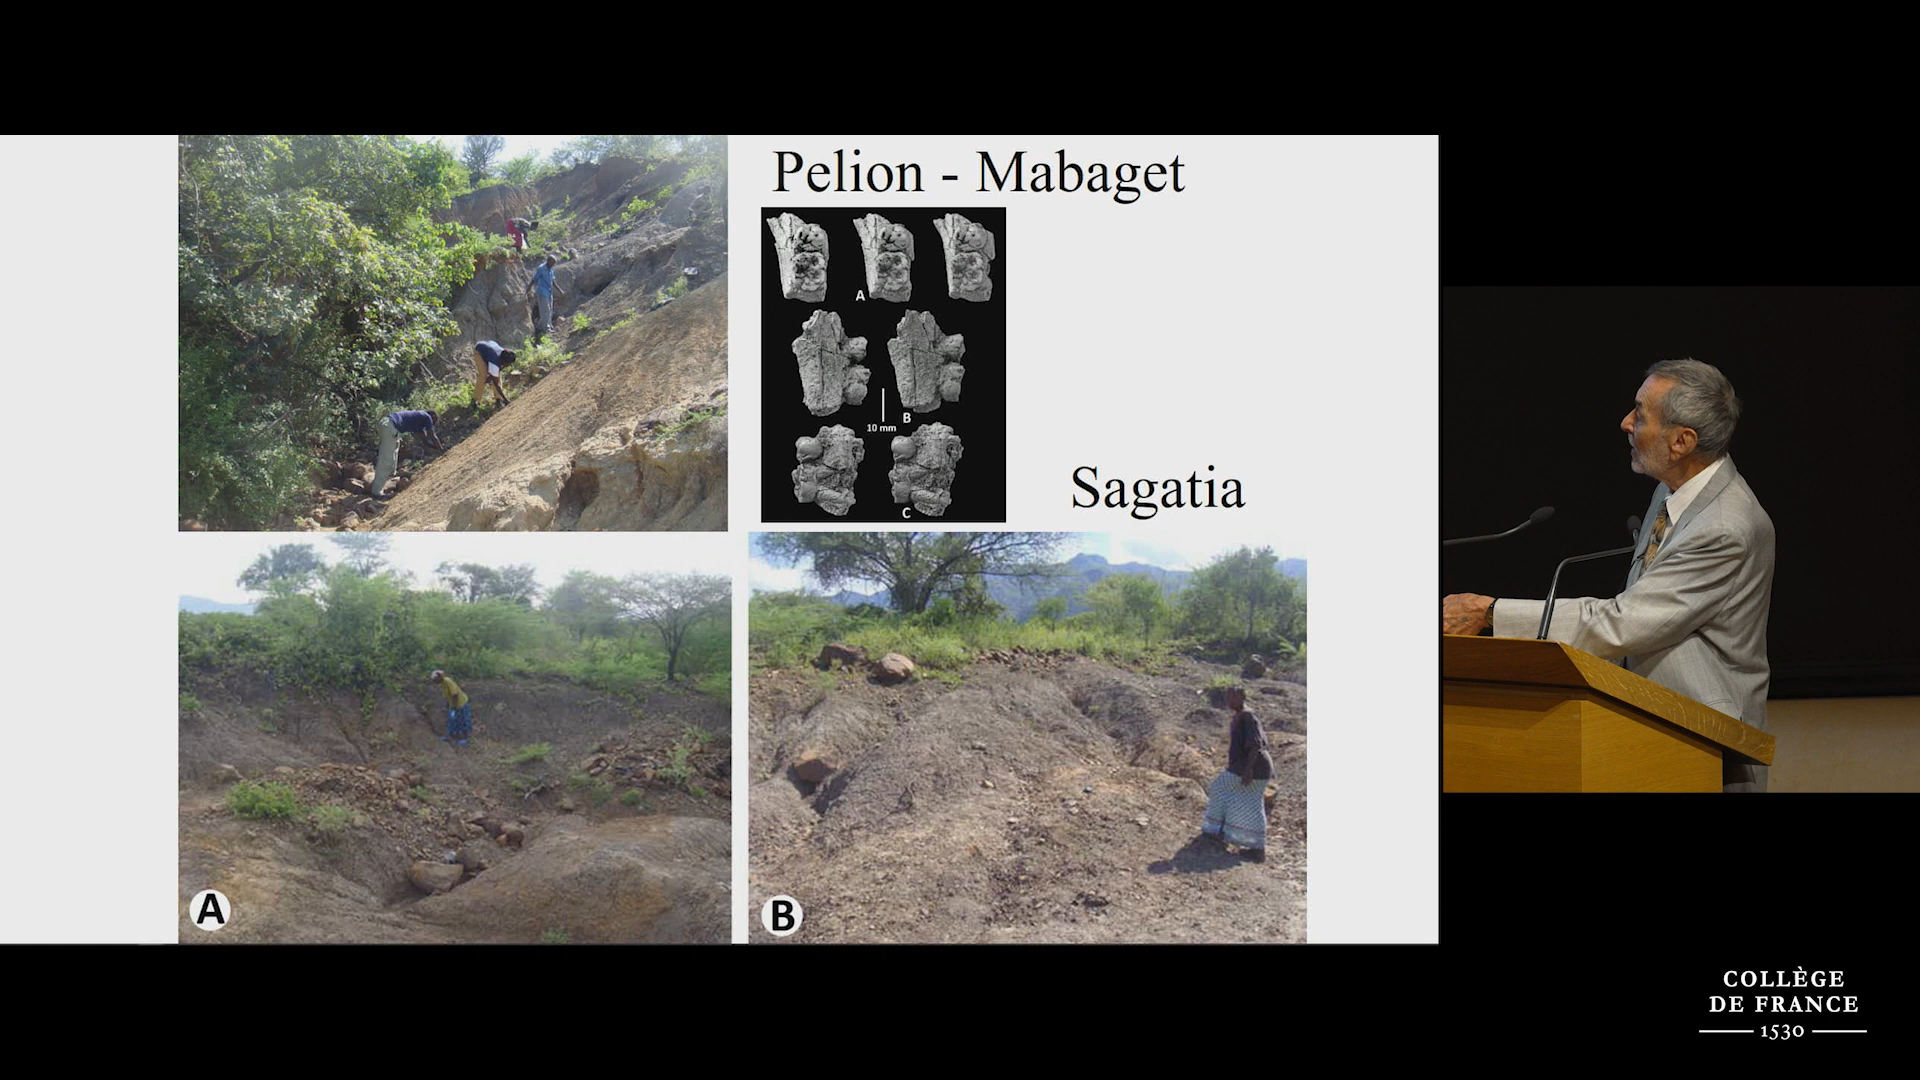 Pelion - Mabaget
A
B
10 mm
C
Sagatia
A
B
COLLÈGE
DE FRANCE
1530